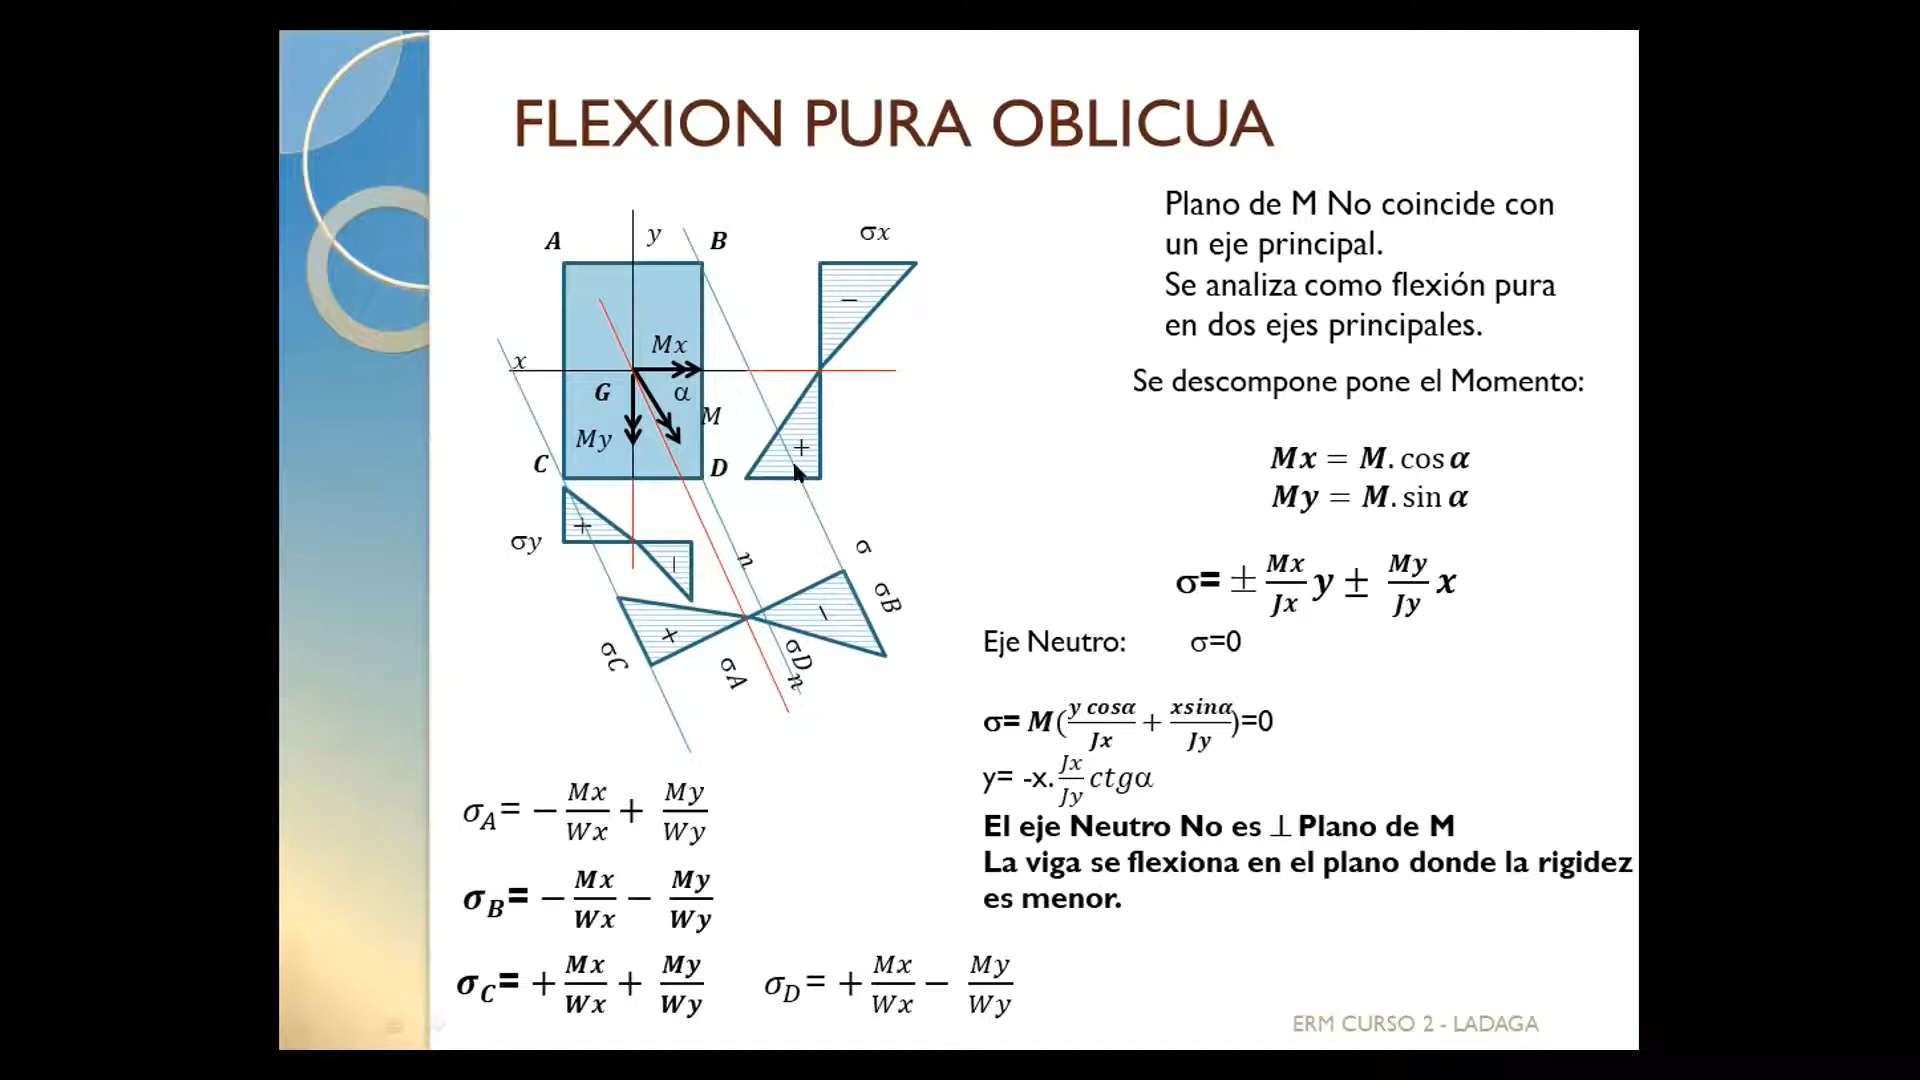 FLEXION PURA OBLICUA
A
y
B
σx
−
x
Mx
G
α
M
My
C
D
+
σy
+
−
n
σ
σB
+
−
σC
σA
σD
n
Plano de M No coincide con
un eje principal.
Se analiza como flexión pura
en dos ejes principales.
Se descompone pone el Momento:
Mx = M. cos α
My = M. sin α
σ= ± Mx/Jx y ± My/Jy x
Eje Neutro: σ=0
σ= M(y cosα/Jx + xsinα/Jy)=0
y= -x. Jx/Jy ctgα
El eje Neutro No es ⊥ Plano de M
La viga se flexiona en el plano donde la rigidez
es menor.
σA= − Mx/Wx + My/Wy
σB= − Mx/Wx − My/Wy
σC= + Mx/Wx + My/Wy
σD= + Mx/Wx − My/Wy
ERM CURSO 2 - LADAGA